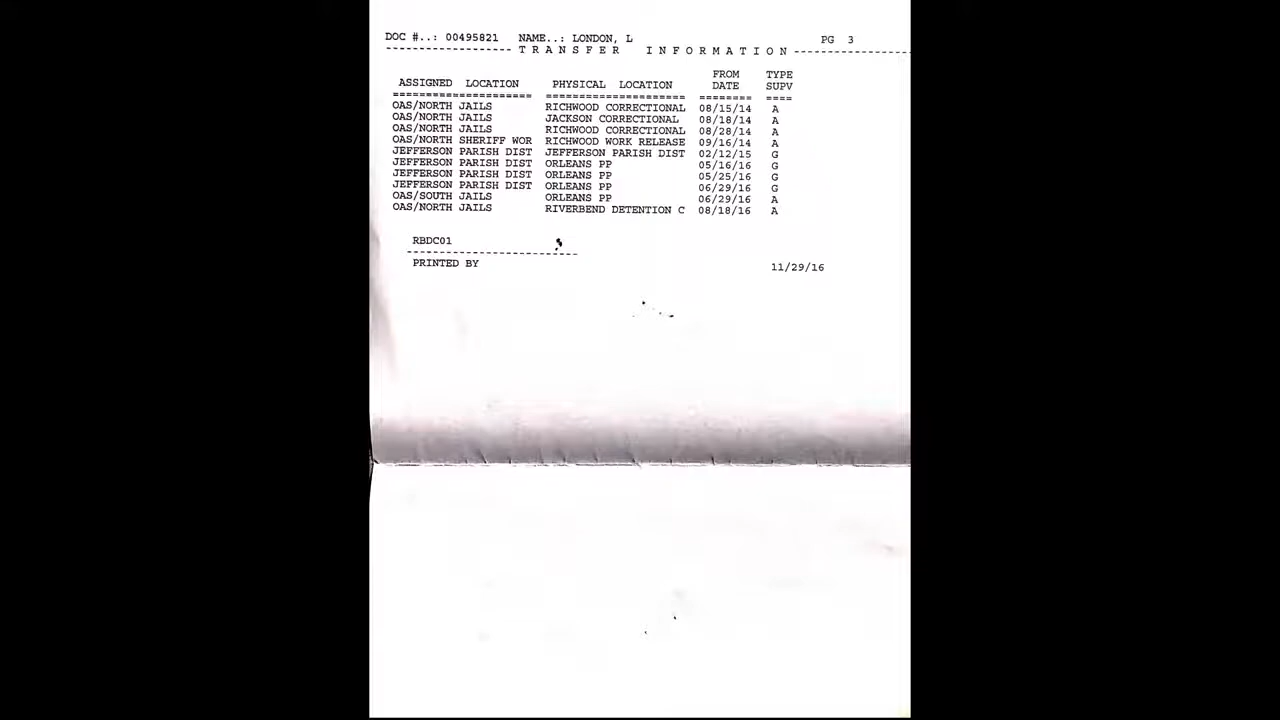 DOC #..: 00495821 NAME..: LONDON, L PG 3
-------------------- T R A N S F E R I N F O R M A T I O N ------------------
FROM TYPE
ASSIGNED LOCATION PHYSICAL LOCATION DATE SUPV
===================== ===================== ======== ====
OAS/NORTH JAILS RICHWOOD CORRECTIONAL 08/15/14 A
OAS/NORTH JAILS JACKSON CORRECTIONAL 08/18/14 A
OAS/NORTH JAILS RICHWOOD CORRECTIONAL 08/28/14 A
OAS/NORTH SHERIFF WOR RICHWOOD WORK RELEASE 09/16/14 A
JEFFERSON PARISH DIST JEFFERSON PARISH DIST 02/12/15 G
JEFFERSON PARISH DIST ORLEANS PP 05/16/16 G
JEFFERSON PARISH DIST ORLEANS PP 05/25/16 G
JEFFERSON PARISH DIST ORLEANS PP 06/29/16 G
OAS/SOUTH JAILS ORLEANS PP 06/29/16 A
OAS/NORTH JAILS RIVERBEND DETENTION C 08/18/16 A
RBDC01
-------------------------
PRINTED BY 11/29/16